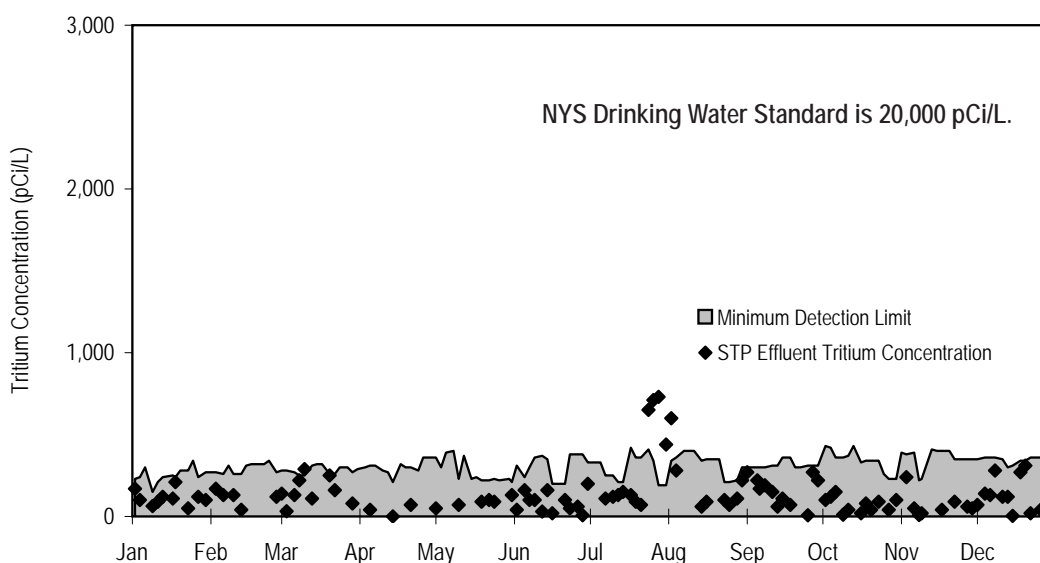 3,000
NYS Drinking Water Standard is 20,000 pCi/L.
Tritium Concentration (pCi/L)
2,000
Minimum Detection Limit
1,000
STP Effluent Tritium Concentration
0
Jan Feb Mar Apr May Jun Jul Aug Sep Oct Nov Dec